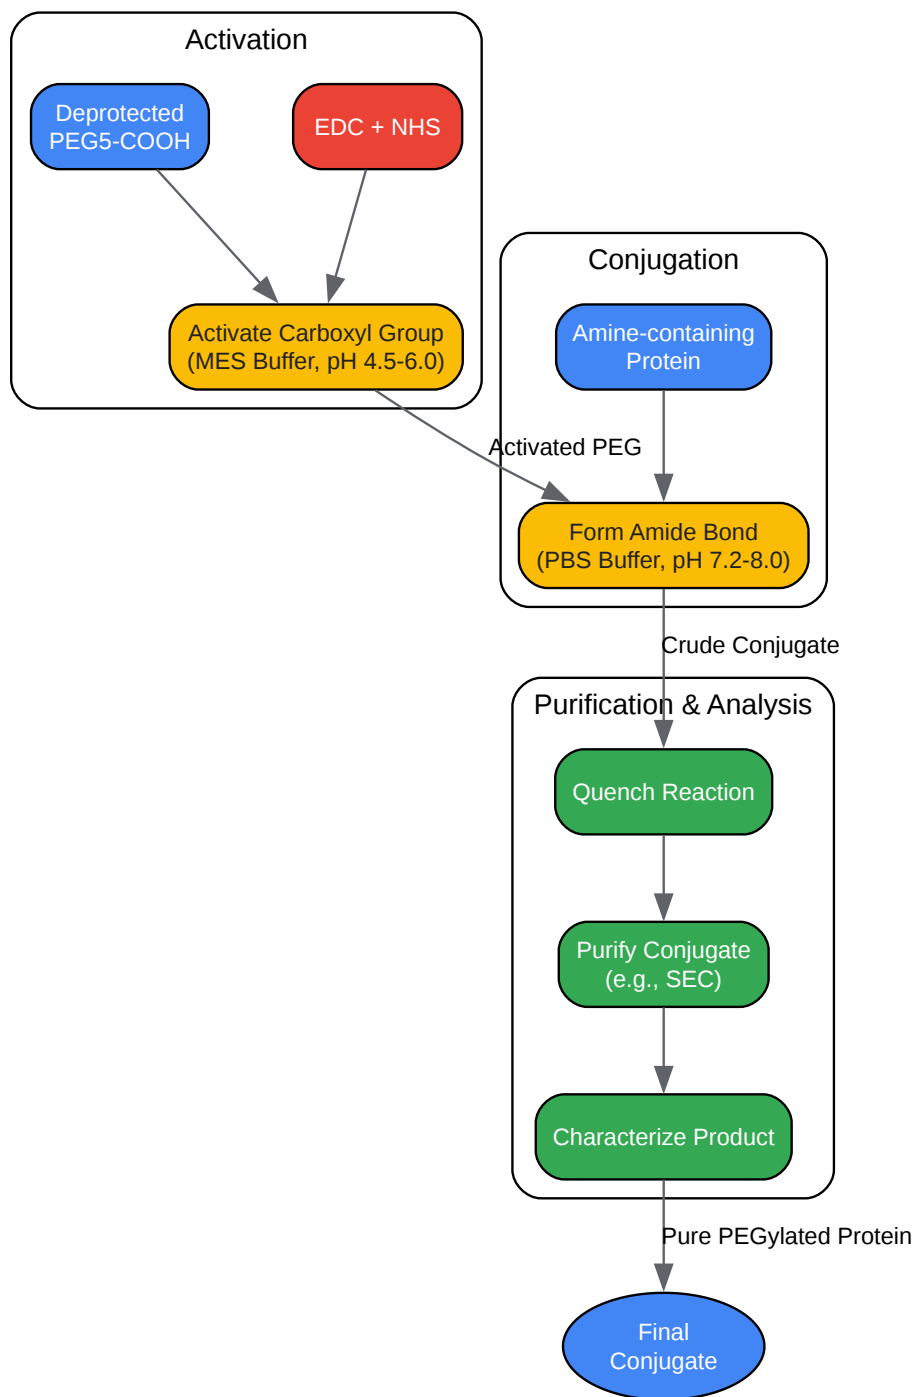 Activation
Deprotected
PEG5-COOH
EDC + NHS
Activate Carboxyl Group
(MES Buffer, pH 4.5-6.0)
Conjugation
Amine-containing
Protein
Activated PEG
Form Amide Bond
(PBS Buffer, pH 7.2-8.0)
Crude Conjugate
Purification & Analysis
Quench Reaction
Purify Conjugate
(e.g., SEC)
Characterize Product
Pure PEGylated Protein
Final
Conjugate